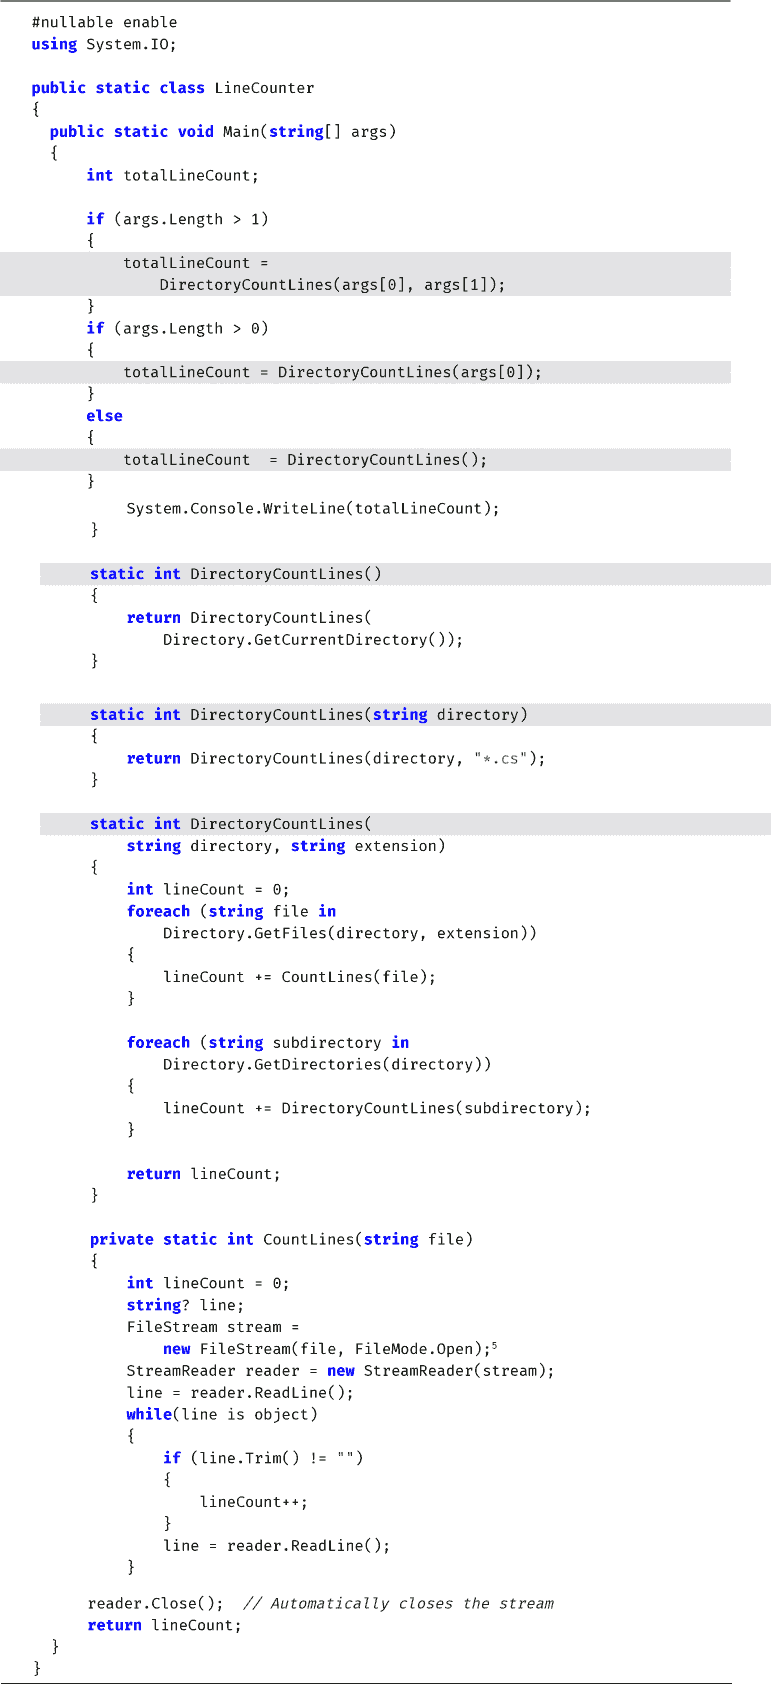 #nullable enable
using System.IO;

public static class LineCounter
{
  public static void Main(string[] args)
  {
      int totalLineCount;

      if (args.Length > 1)
      {
          totalLineCount =
              DirectoryCountLines(args[0], args[1]);
      }
      if (args.Length > 0)
      {
          totalLineCount = DirectoryCountLines(args[0]);
      }
      else
      {
          totalLineCount  = DirectoryCountLines();
      }
          System.Console.WriteLine(totalLineCount);
      }

      static int DirectoryCountLines()
      {
          return DirectoryCountLines(
              Directory.GetCurrentDirectory());
      }

      static int DirectoryCountLines(string directory)
      {
          return DirectoryCountLines(directory, "*.cs");
      }

      static int DirectoryCountLines(
          string directory, string extension)
      {
          int lineCount = 0;
          foreach (string file in
              Directory.GetFiles(directory, extension))
          {
              lineCount += CountLines(file);
          }

          foreach (string subdirectory in
              Directory.GetDirectories(directory))
          {
              lineCount += DirectoryCountLines(subdirectory);
          }

          return lineCount;
      }

      private static int CountLines(string file)
      {
          int lineCount = 0;
          string? line;
          FileStream stream =
              new FileStream(file, FileMode.Open);⁵
          StreamReader reader = new StreamReader(stream);
          line = reader.ReadLine();
          while(line is object)
          {
              if (line.Trim() != "")
              {
                  lineCount++;
              }
              line = reader.ReadLine();
          }

      reader.Close();  // Automatically closes the stream
      return lineCount;
  }
}